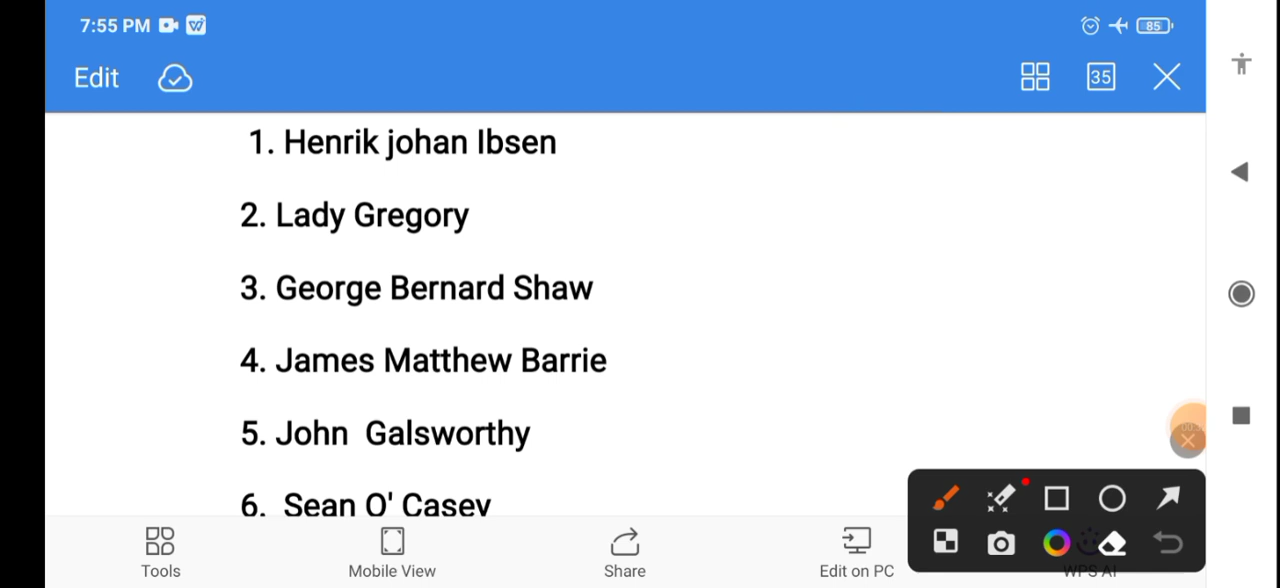 7:55 PM
85
Edit
35
1. Henrik johan Ibsen
2. Lady Gregory
3. George Bernard Shaw
4. James Matthew Barrie
5. John Galsworthy
6. Sean O' Casey
Tools
Mobile View
Share
Edit on PC
WPS AI